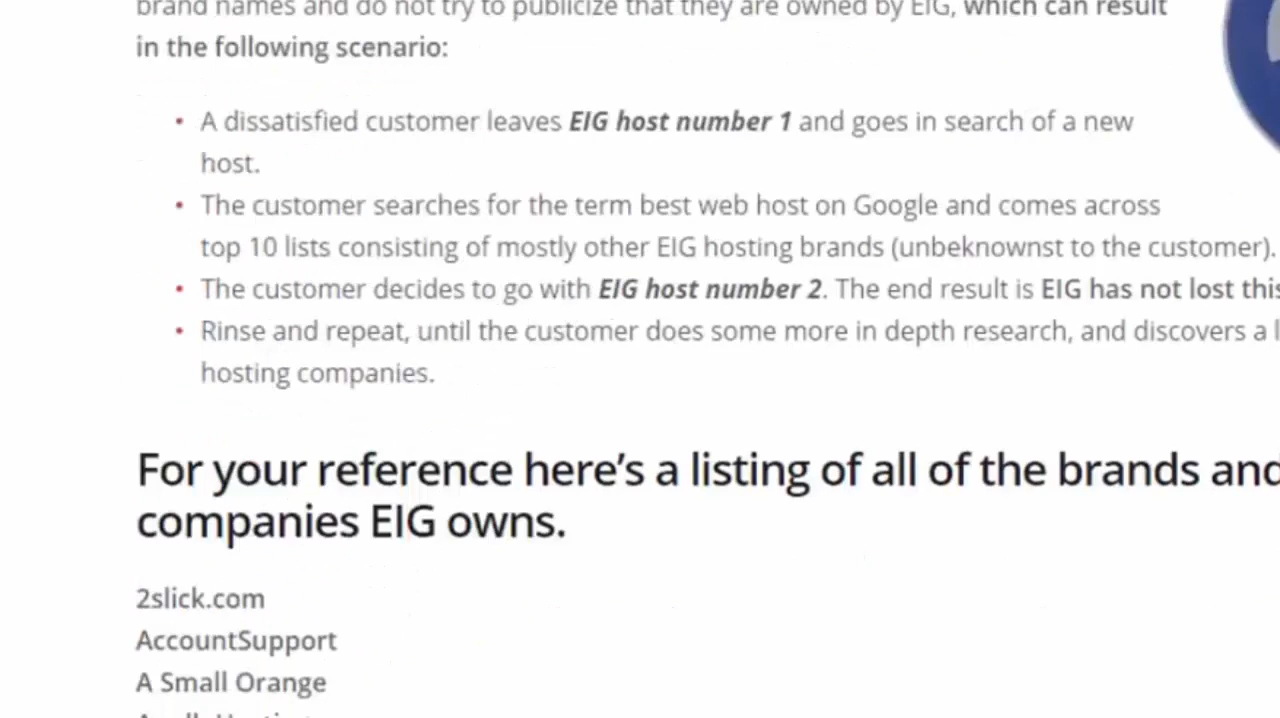 brand names and do not try to publicize that they are owned by EIG, which can result
in the following scenario:
• A dissatisfied customer leaves EIG host number 1 and goes in search of a new
host.
• The customer searches for the term best web host on Google and comes across
top 10 lists consisting of mostly other EIG hosting brands (unbeknownst to the customer).
• The customer decides to go with EIG host number 2. The end result is EIG has not lost this
• Rinse and repeat, until the customer does some more in depth research, and discovers a
hosting companies.
For your reference here's a listing of all of the brands and
companies EIG owns.
2slick.com
AccountSupport
A Small Orange